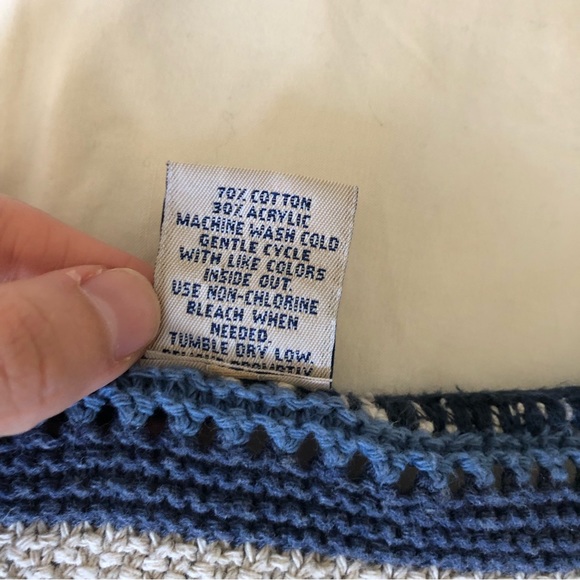 70% COTTON
30% ACRYLIC
MACHINE WASH COLD
GENTLE CYCLE
WITH LIKE COLORS
INSIDE OUT.
USE NON-CHLORINE
BLEACH WHEN
NEEDED.
TUMBLE DRY LOW.
PROMPTLY